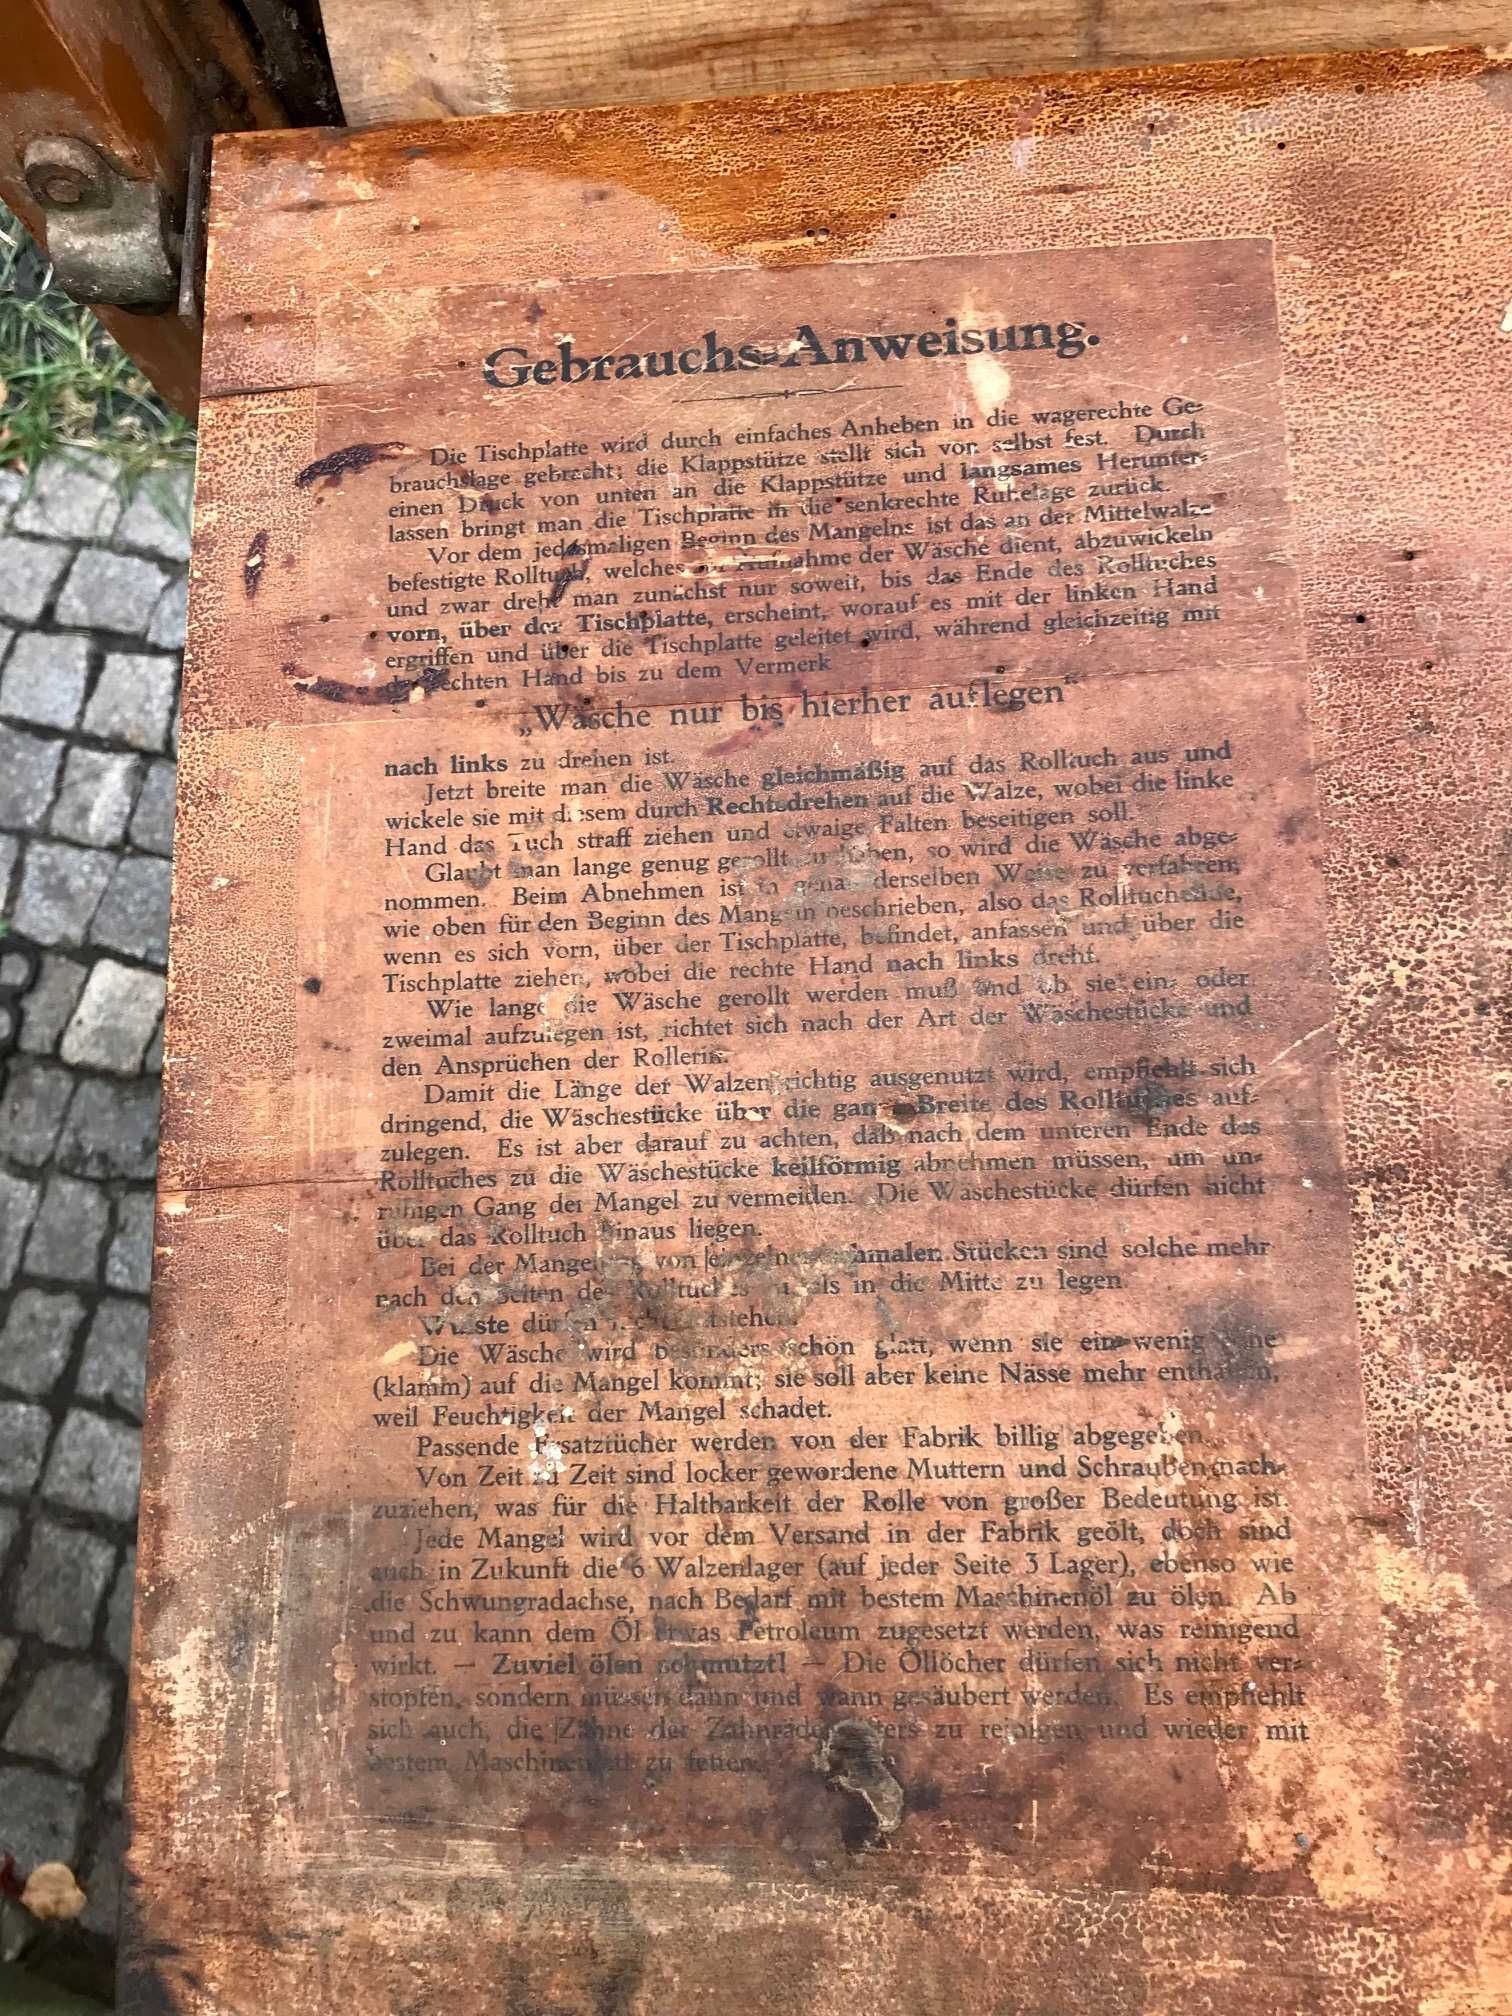 Gebrauchs-Anweisung.
Die Tischplatte wird durch einfaches Anheben in die wagerechte Ge-
brauchslage gebracht; die Klappstütze stellt sich von selbst fest. Durch
einen Druck von unten an die Klappstütze und langsames Herunter-
lassen bringt man die Tischplatte in die senkrechte Ruhelage zurück.
Vor dem jedesmaligen Beginn des Mangelns ist das an der Mittelwalze
befestigte Rolltuch, welches zur Aufnahme der Wäsche dient, abzuwickeln
und zwar dreht man zunächst nur soweit, bis das Ende des Rolltuches
vorn, über der Tischplatte, erscheint, worauf es mit der linken Hand
ergriffen und über die Tischplatte geleitet wird, während gleichzeitig mit
der rechten Hand bis zu dem Vermerk
„Wäsche nur bis hierher auflegen“
nach links zu drehen ist.
Jetzt breite man die Wäsche gleichmäßig auf das Rolltuch aus und
wickele sie mit diesem durch Rechtsdrehen auf die Walze, wobei die linke
Hand das Tuch straff ziehen und etwaige Falten beseitigen soll.
Glaubt man lange genug gerollt zu haben, so wird die Wäsche abge-
nommen. Beim Abnehmen ist in genau derselben Weise zu verfahren,
wie oben für den Beginn des Mangeln beschrieben, also das Rolltuchende,
wenn es sich vorn, über der Tischplatte, befindet, anfassen und über die
Tischplatte ziehen, wobei die rechte Hand nach links dreht.
Wie lange die Wäsche gerollt werden muß und ob sie ein- oder
zweimal aufzulegen ist, richtet sich nach der Art der Wäschestücke und
den Ansprüchen der Rollerin.
Damit die Länge der Walzen richtig ausgenutzt wird, empfiehlt sich
dringend, die Wäschestücke über die ganze Breite des Rolltuches auf-
zulegen. Es ist aber darauf zu achten, daß nach dem unteren Ende des
Rolltuches zu die Wäschestücke keilförmig abnehmen müssen, um un-
ruhigen Gang der Mangel zu vermeiden. Die Wäschestücke dürfen nicht
über das Rolltuch hinaus liegen.
Bei der Mangelung von einzelnen schmalen Stücken sind solche mehr
nach den Seiten des Rolltuches zu als in die Mitte zu legen.
Wulste dürfen nicht entstehen.
Die Wäsche wird besonders schön glatt, wenn sie ein wenig
(klamm) auf die Mangel kommt; sie soll aber keine Nässe mehr enthalten,
weil Feuchtigkeit der Mangel schadet.
Passende Ersatztücher werden von der Fabrik billig abgegeben.
Von Zeit zu Zeit sind locker gewordene Muttern und Schrauben nach-
zuziehen, was für die Haltbarkeit der Rolle von großer Bedeutung ist.
Jede Mangel wird vor dem Versand in der Fabrik geölt, doch sind
auch in Zukunft die 6 Walzenlager (auf jeder Seite 3 Lager), ebenso wie
die Schwungradachse, nach Bedarf mit bestem Maschinenöl zu ölen. Ab
und zu kann dem Öl etwas Petroleum zugesetzt werden, was reinigend
wirkt. — Zuviel ölen schmutzt! — Die Öllöcher dürfen sich nicht ver-
stopfen, sondern müssen dann und wann gesäubert werden. Es empfiehlt
sich auch, die Zähne der Zahnräder öfters zu reinigen und wieder mit
bestem Maschinenfett zu fetten.